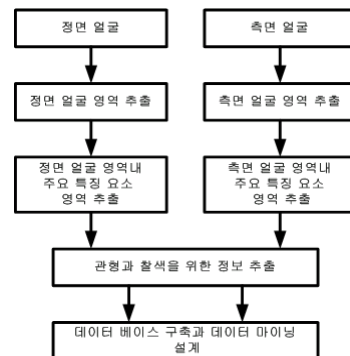 정면 얼굴
측면 얼굴
정면 얼굴 영역 추출
측면 얼굴 영역 추출
정면 얼굴 영역내
주요 특징 요소
영역 추출
측면 얼굴 영역내
주요 특징 요소
영역 추출
관형과 찰색을 위한 정보 추출
데이터 베이스 구축과 데이터 마이닝
설계